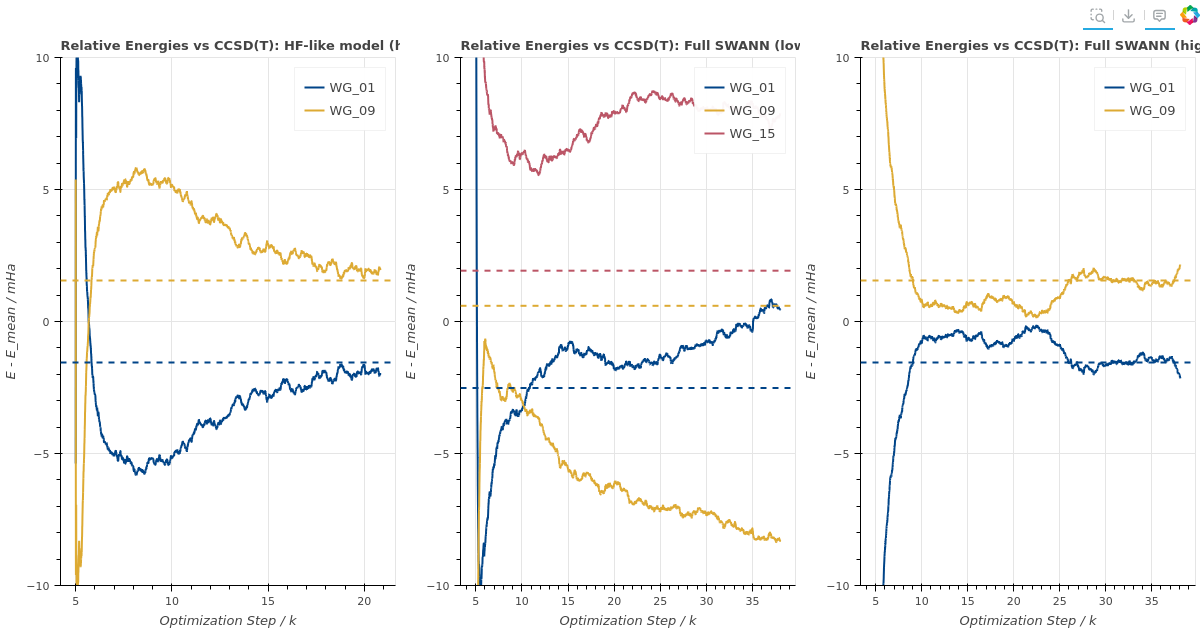 Relative Energies vs CCSD(T): HF-like model (h
10
5
0
−5
−10
E - E_mean / mHa
WG_01
WG_09
5
10
15
20
Optimization Step / k
Relative Energies vs CCSD(T): Full SWANN (lov
10
5
0
−5
−10
E - E_mean / mHa
WG_01
WG_09
WG_15
5
10
15
20
25
30
35
Optimization Step / k
Relative Energies vs CCSD(T): Full SWANN (hig
10
5
0
−5
−10
E - E_mean / mHa
WG_01
WG_09
5
10
15
20
25
30
35
Optimization Step / k